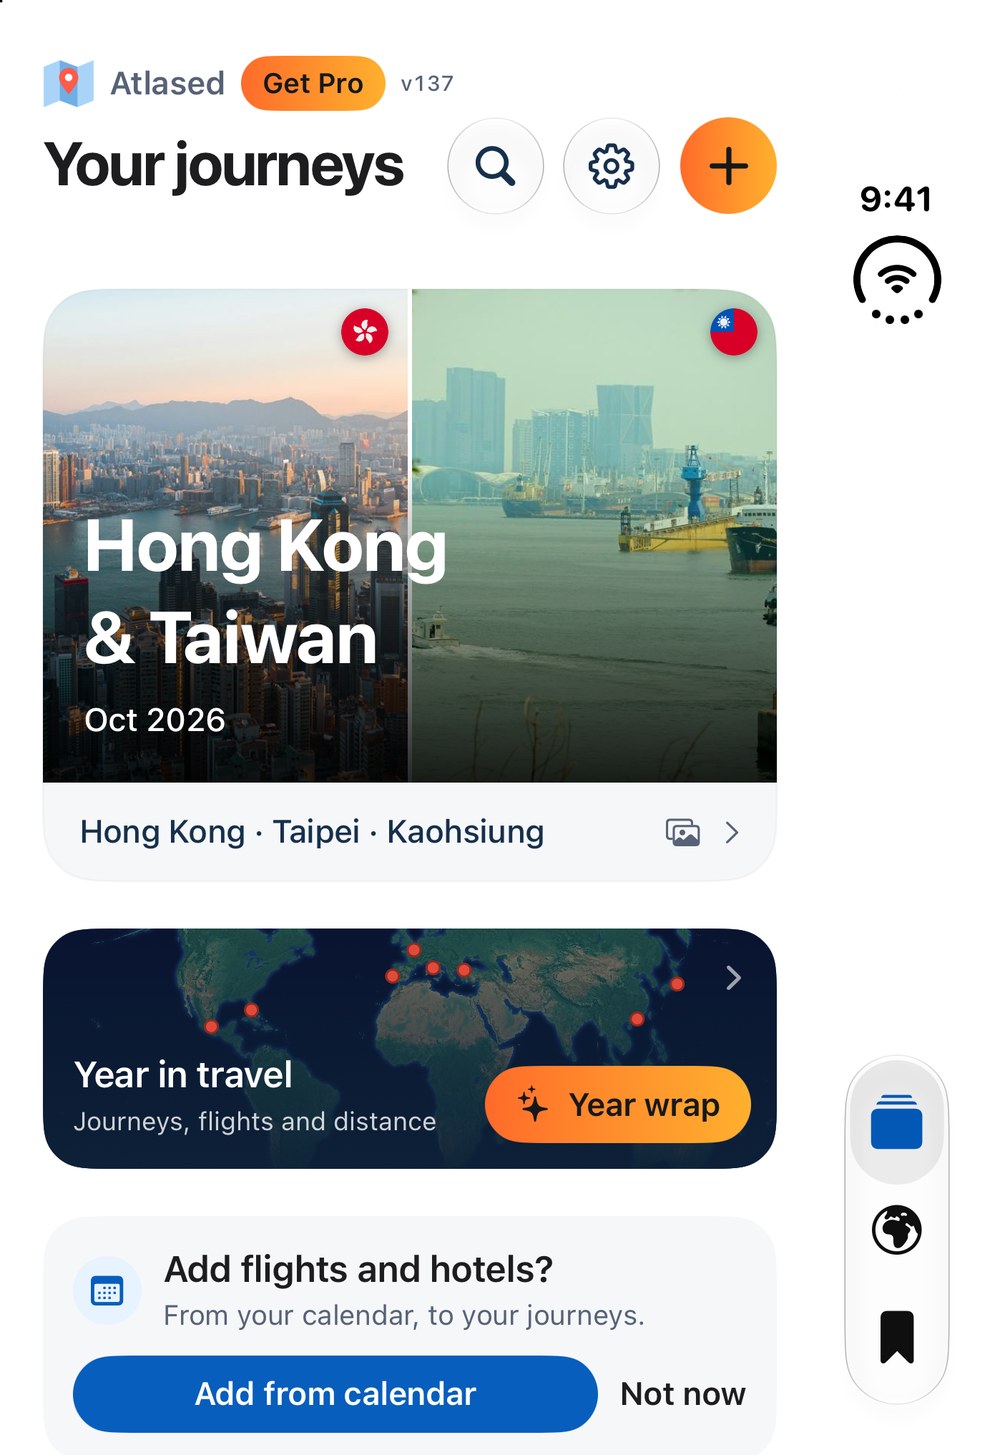 Atlased
Get Pro
v137
Your journeys
9:41
Hong Kong
& Taiwan
Oct 2026
Hong Kong · Taipei · Kaohsiung
Year in travel
Journeys, flights and distance
Year wrap
Add flights and hotels?
From your calendar, to your journeys.
Add from calendar
Not now